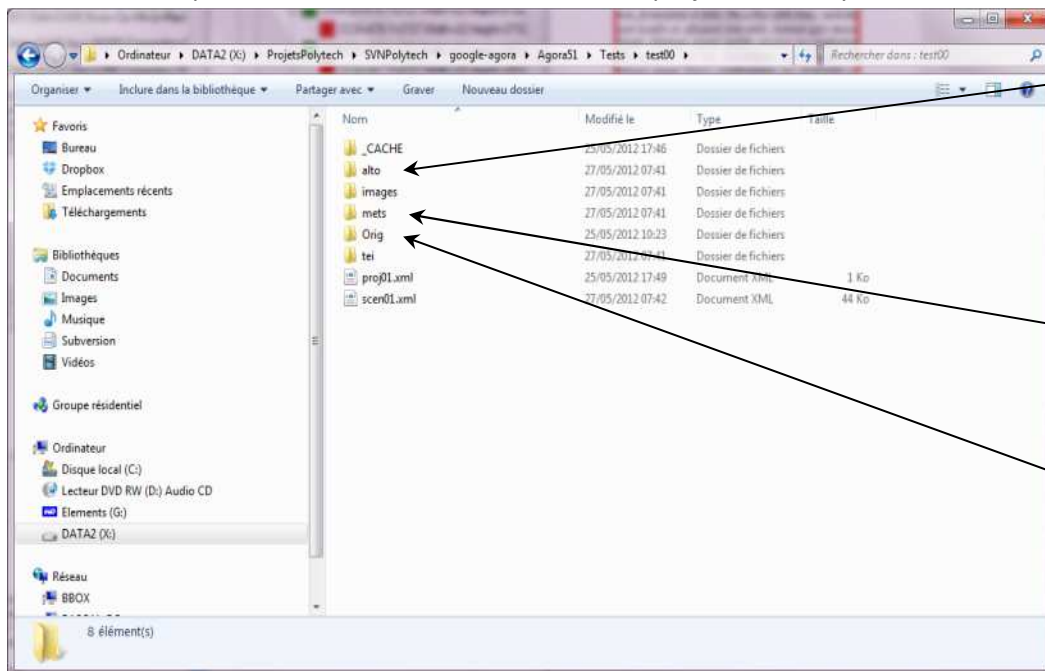 Ordinateur ▸ DATA2 (X:) ▸ ProjetsPolytech ▸ SVNPolytech ▸ google-agora ▸ Agora51 ▸ Tests ▸ test00 ▸
Rechercher dans : test00
Organiser Inclure dans la bibliothèque Partager avec Graver Nouveau dossier
Nom Modifié le Type Taille
_CACHE 25/05/2012 17:46 Dossier de fichiers
alto 27/05/2012 07:41 Dossier de fichiers
images 27/05/2012 07:41 Dossier de fichiers
mets 27/05/2012 07:41 Dossier de fichiers
Orig 25/05/2012 10:23 Dossier de fichiers
tei 27/05/2012 07:41 Dossier de fichiers
proj01.xml 25/05/2012 17:49 Document XML 1 Ko
scen01.xml 27/05/2012 07:42 Document XML 44 Ko
Favoris
Bureau
Dropbox
Emplacements récents
Téléchargements
Bibliothèques
Documents
Images
Musique
Subversion
Vidéos
Groupe résidentiel
Ordinateur
Disque local (C:)
Lecteur DVD RW (D:) Audio CD
Elements (G:)
DATA2 (X:)
Réseau
BBOX
8 élément(s)